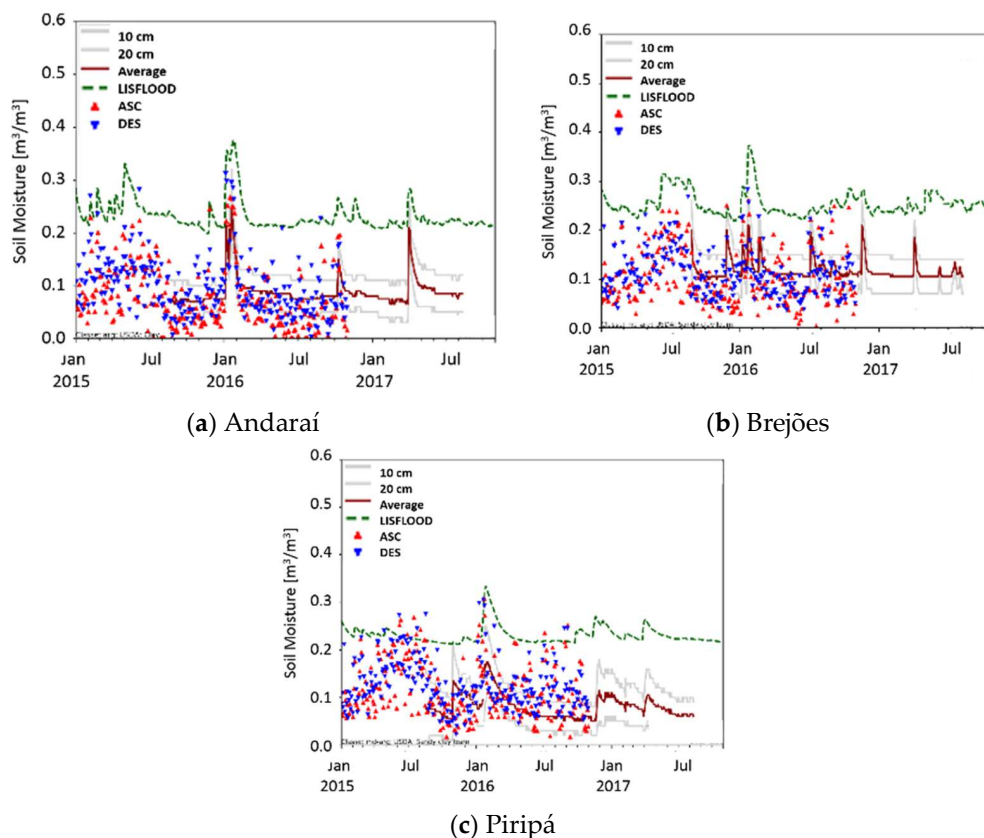 0.6
0.5
0.4
0.3
0.2
0.1
0.0
Soil Moisture [m³/m³]
10 cm
20 cm
Average
LISFLOOD
ASC
DES
Jan Jul Jan Jul Jan Jul
2015 2016 2017
(a) Andaraí
0.6
0.5
0.4
0.3
0.2
0.1
0.0
Soil Moisture [m³/m³]
10 cm
20 cm
Average
LISFLOOD
ASC
DES
Jan Jul Jan Jul Jan Jul
2015 2016 2017
(b) Brejões
0.6
0.5
0.4
0.3
0.2
0.1
0.0
Soil Moisture [m³/m³]
10 cm
20 cm
Average
LISFLOOD
ASC
DES
USDA Sandy clay loam
Jan Jul Jan Jul Jan Jul
2015 2016 2017
(c) Piripá